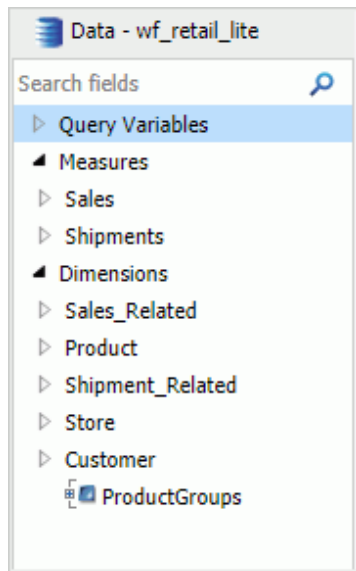 Data - wf_retail_lite
Search fields
Query Variables
Measures
Sales
Shipments
Dimensions
Sales_Related
Product
Shipment_Related
Store
Customer
ProductGroups